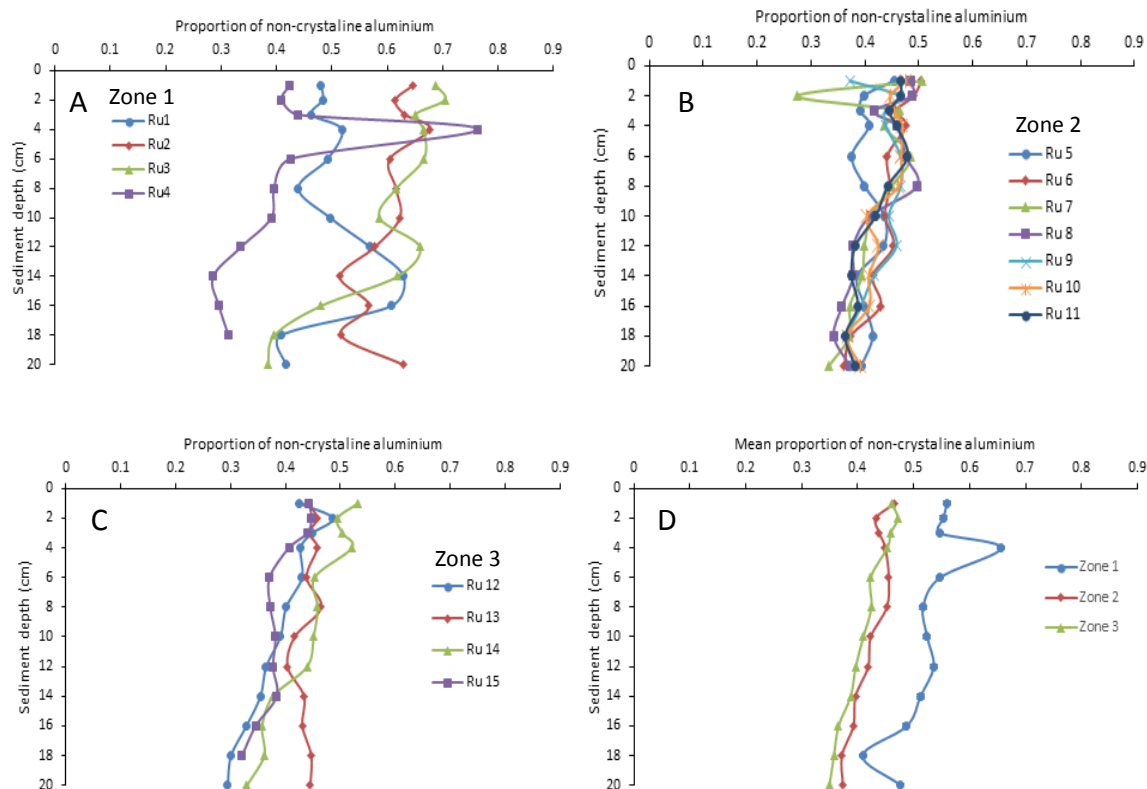 Proportion of non-crystaline aluminium
0 0.1 0.2 0.3 0.4 0.5 0.6 0.7 0.8 0.9
0
2
4
6
8
10
12
14
16
18
20
Sediment depth (cm)
A
Zone 1
Ru1
Ru2
Ru3
Ru4
Proportion of non-crystaline aluminium
0 0.1 0.2 0.3 0.4 0.5 0.6 0.7 0.8 0.9
0
2
4
6
8
10
12
14
16
18
20
Sediment depth (cm)
B
Zone 2
Ru 5
Ru 6
Ru 7
Ru 8
Ru 9
Ru 10
Ru 11
Proportion of non-crystaline aluminium
0 0.1 0.2 0.3 0.4 0.5 0.6 0.7 0.8 0.9
0
2
4
6
8
10
12
14
16
18
20
Sediment depth (cm)
C
Zone 3
Ru 12
Ru 13
Ru 14
Ru 15
Mean proportion of non-crystaline aluminium
0 0.1 0.2 0.3 0.4 0.5 0.6 0.7 0.8 0.9
0
2
4
6
8
10
12
14
16
18
20
Sediment depth (cm)
D
Zone 1
Zone 2
Zone 3